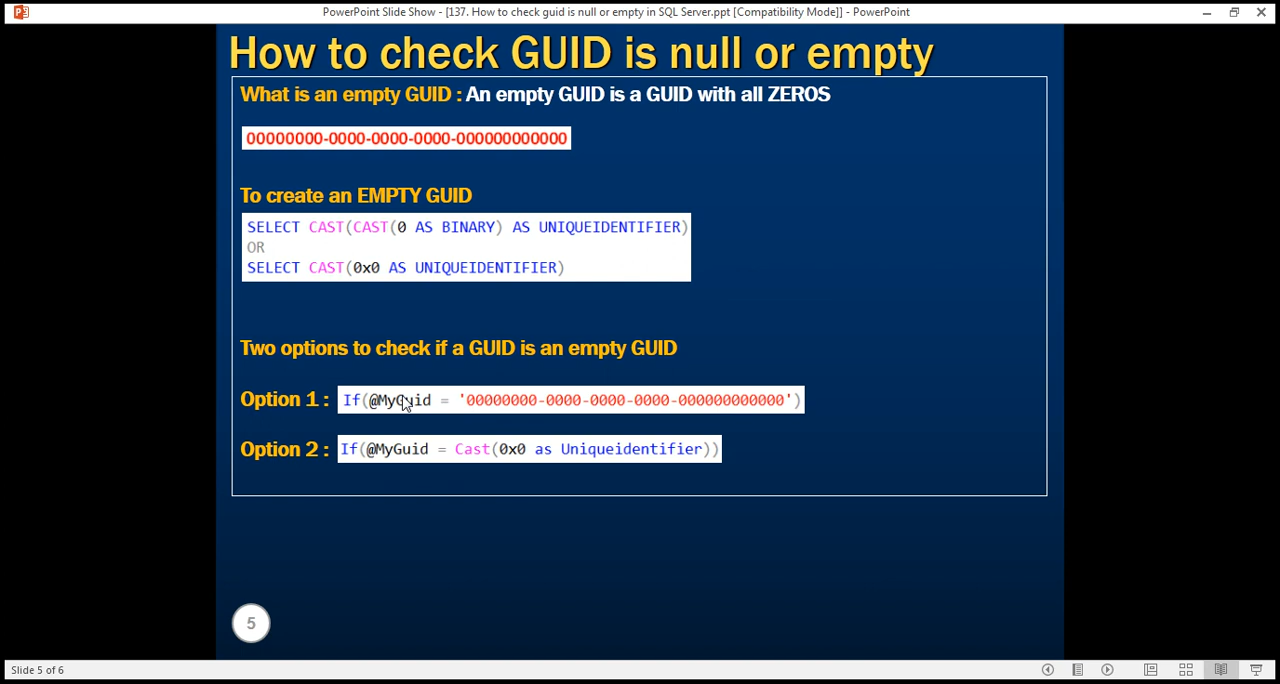 PowerPoint Slide Show - [137. How to check guid is null or empty in SQL Server.ppt [Compatibility Mode]] - PowerPoint
How to check GUID is null or empty
What is an empty GUID : An empty GUID is a GUID with all ZEROS
00000000-0000-0000-0000-000000000000
To create an EMPTY GUID
SELECT CAST(CAST(0 AS BINARY) AS UNIQUEIDENTIFIER)
OR
SELECT CAST(0x0 AS UNIQUEIDENTIFIER)
Two options to check if a GUID is an empty GUID
Option 1 : If(@MyGuid = '00000000-0000-0000-0000-000000000000')
Option 2 : If(@MyGuid = Cast(0x0 as Uniqueidentifier))
5
Slide 5 of 6